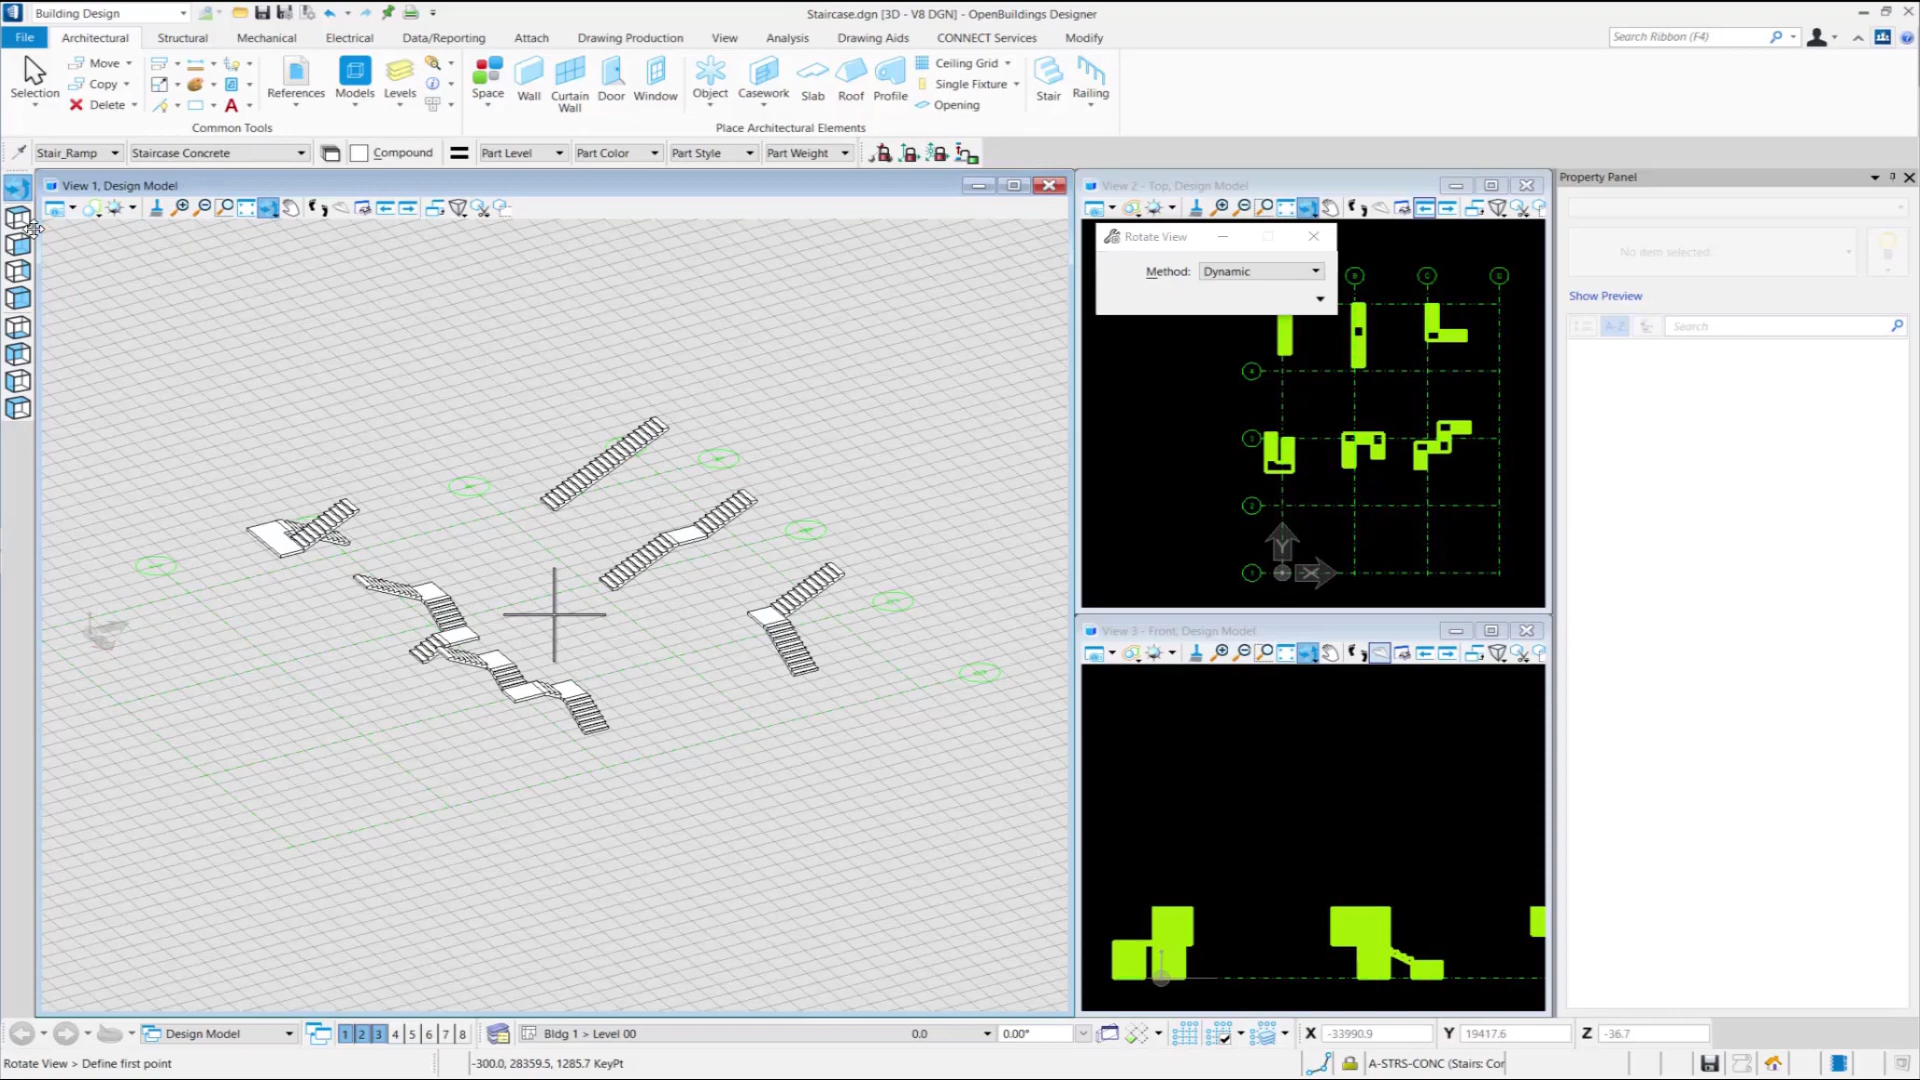 Building Design
Staircase.dgn [3D - V8 DGN] - OpenBuildings Designer
File Architectural Structural Mechanical Electrical Data/Reporting Attach Drawing Production View Analysis Drawing Aids CONNECT Services Modify
Search Ribbon (F4)
Move
Copy
Delete
Selection
References
Models
Levels
Space
Wall
Curtain Wall
Door
Window
Object
Casework
Slab
Roof
Profile
Ceiling Grid
Single Fixture
Opening
Stair
Railing
Common Tools
Place Architectural Elements
Stair_Ramp Staircase Concrete Compound Part Level Part Color Part Style Part Weight
View 1, Design Model
View 2 - Top, Design Model
Property Panel
Rotate View
Method: Dynamic
No item selected.
Show Preview
A-Z
Search
Y
X
View 3 - Front, Design Model
Design Model
1 2 3 4 5 6 7 8
Bldg 1 > Level 00
0.0
0.00°
X -33990.9
Y 19417.6
Z -36.7
Rotate View > Define first point
-300.0, 28359.5, 1285.7 KeyPt
A-STRS-CONC (Stairs: Cor